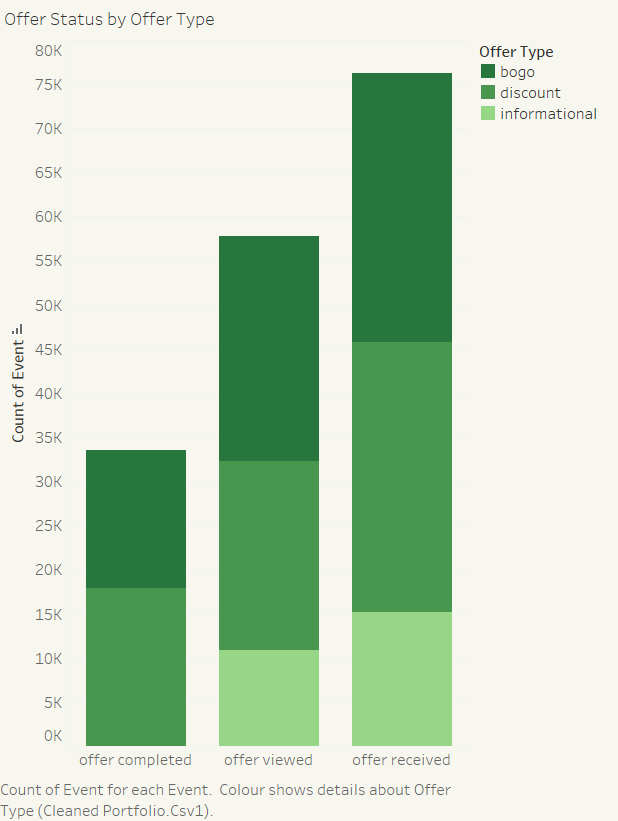 Offer Status by Offer Type
80K
75K
70K
65K
60K
55K
50K
45K
40K
35K
30K
25K
20K
15K
10K
5K
0K
Count of Event
offer completed
offer viewed
offer received
Offer Type
bogo
discount
informational
Count of Event for each Event. Colour shows details about Offer
Type (Cleaned Portfolio.Csv1).